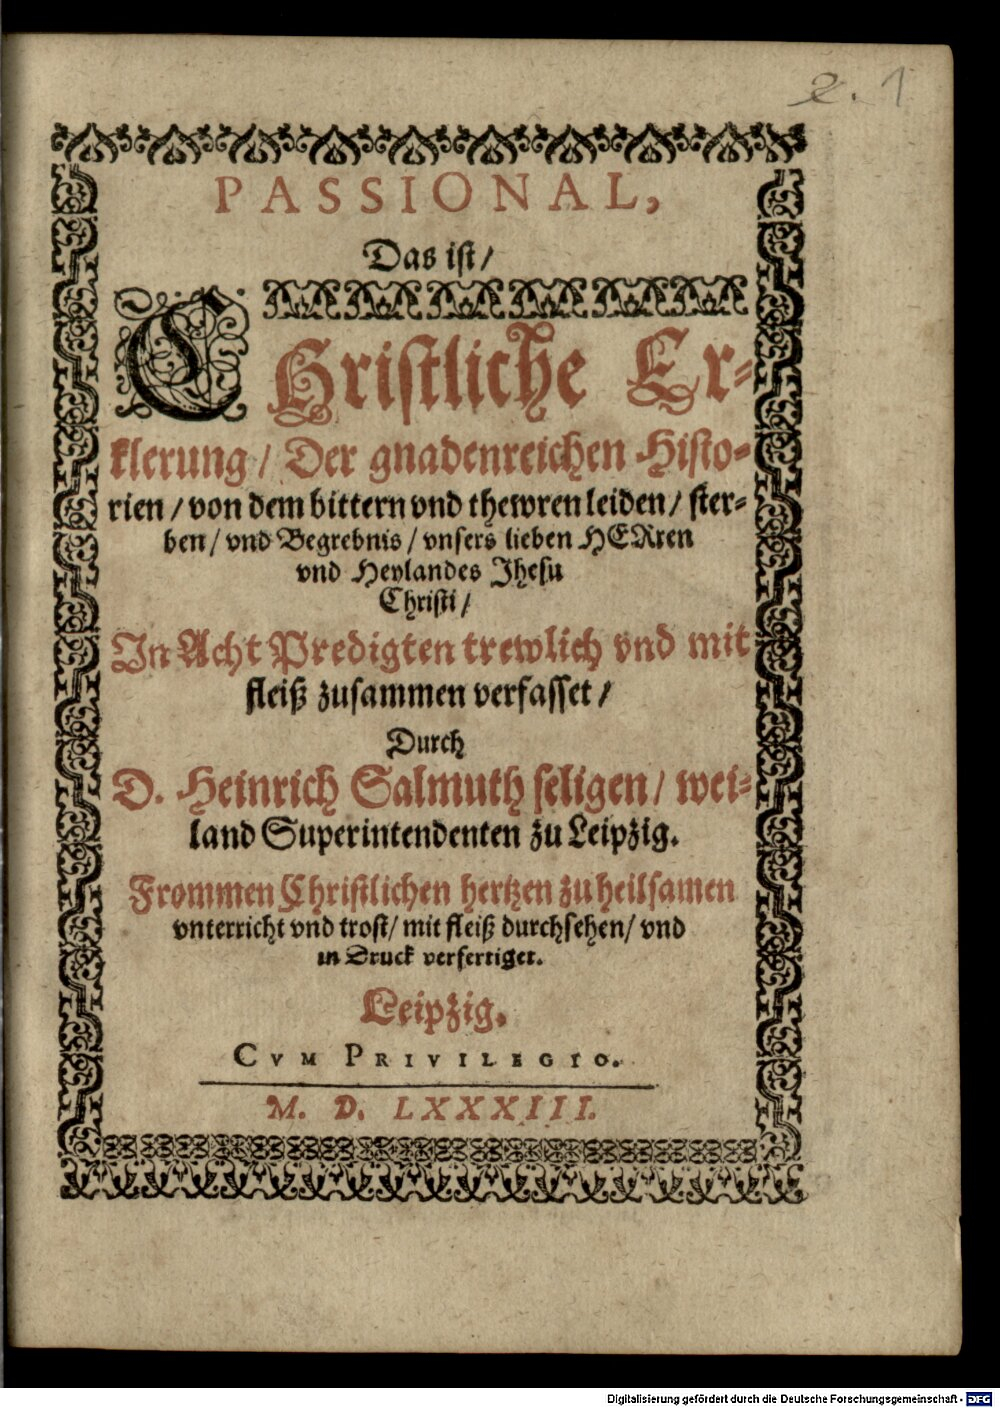 2. 1
PASSIONAL,
Das ist/
CHristliche Er-
klerung/ Der gnadenreichen Histo-
rien/ von dem bittern vnd thewren leiden/ ster-
ben/ vnd Begrebnis/ vnsers lieben HERren
vnd Heylandes Jhesu
Christi/
In Acht Predigten trewlich vnd mit
fleiß zusammen verfasset/
Durch
D. Heinrich Salmuth seligen/ wei-
land Superintendenten zu Leipzig.
Frommen Christlichen hertzen zu heilsamen
vnterricht vnd trost/ mit fleiß durchsehen/ vnd
in Druck verfertiget.
Leipzig.
CVM PRIVILEGIO.
M. D. LXXXIII.
Digitalisierung gefördert durch die Deutsche Forschungsgemeinschaft - DFG